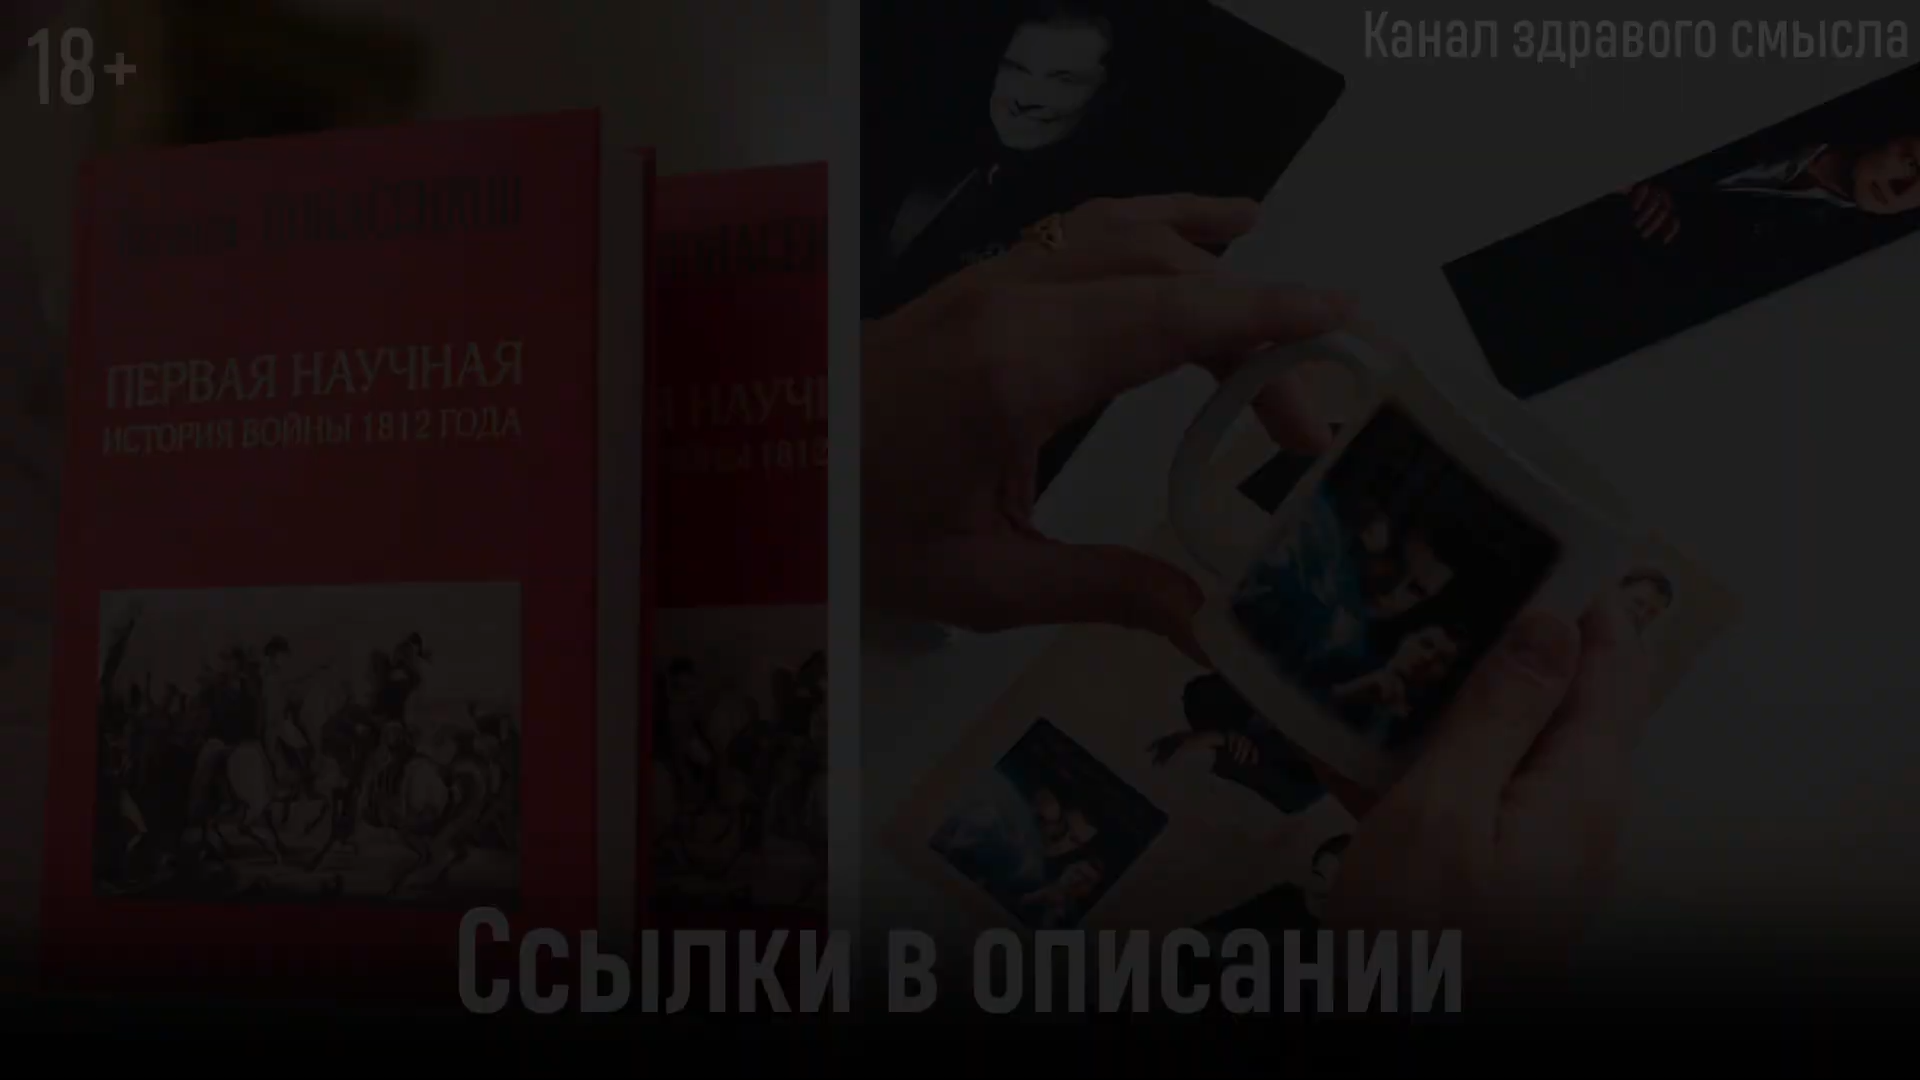 18+
Канал здравого смысла
ПЕРВАЯ НАУЧНАЯ
ИСТОРИЯ ВОЙНЫ 1812 ГОДА
Ссылки в описании